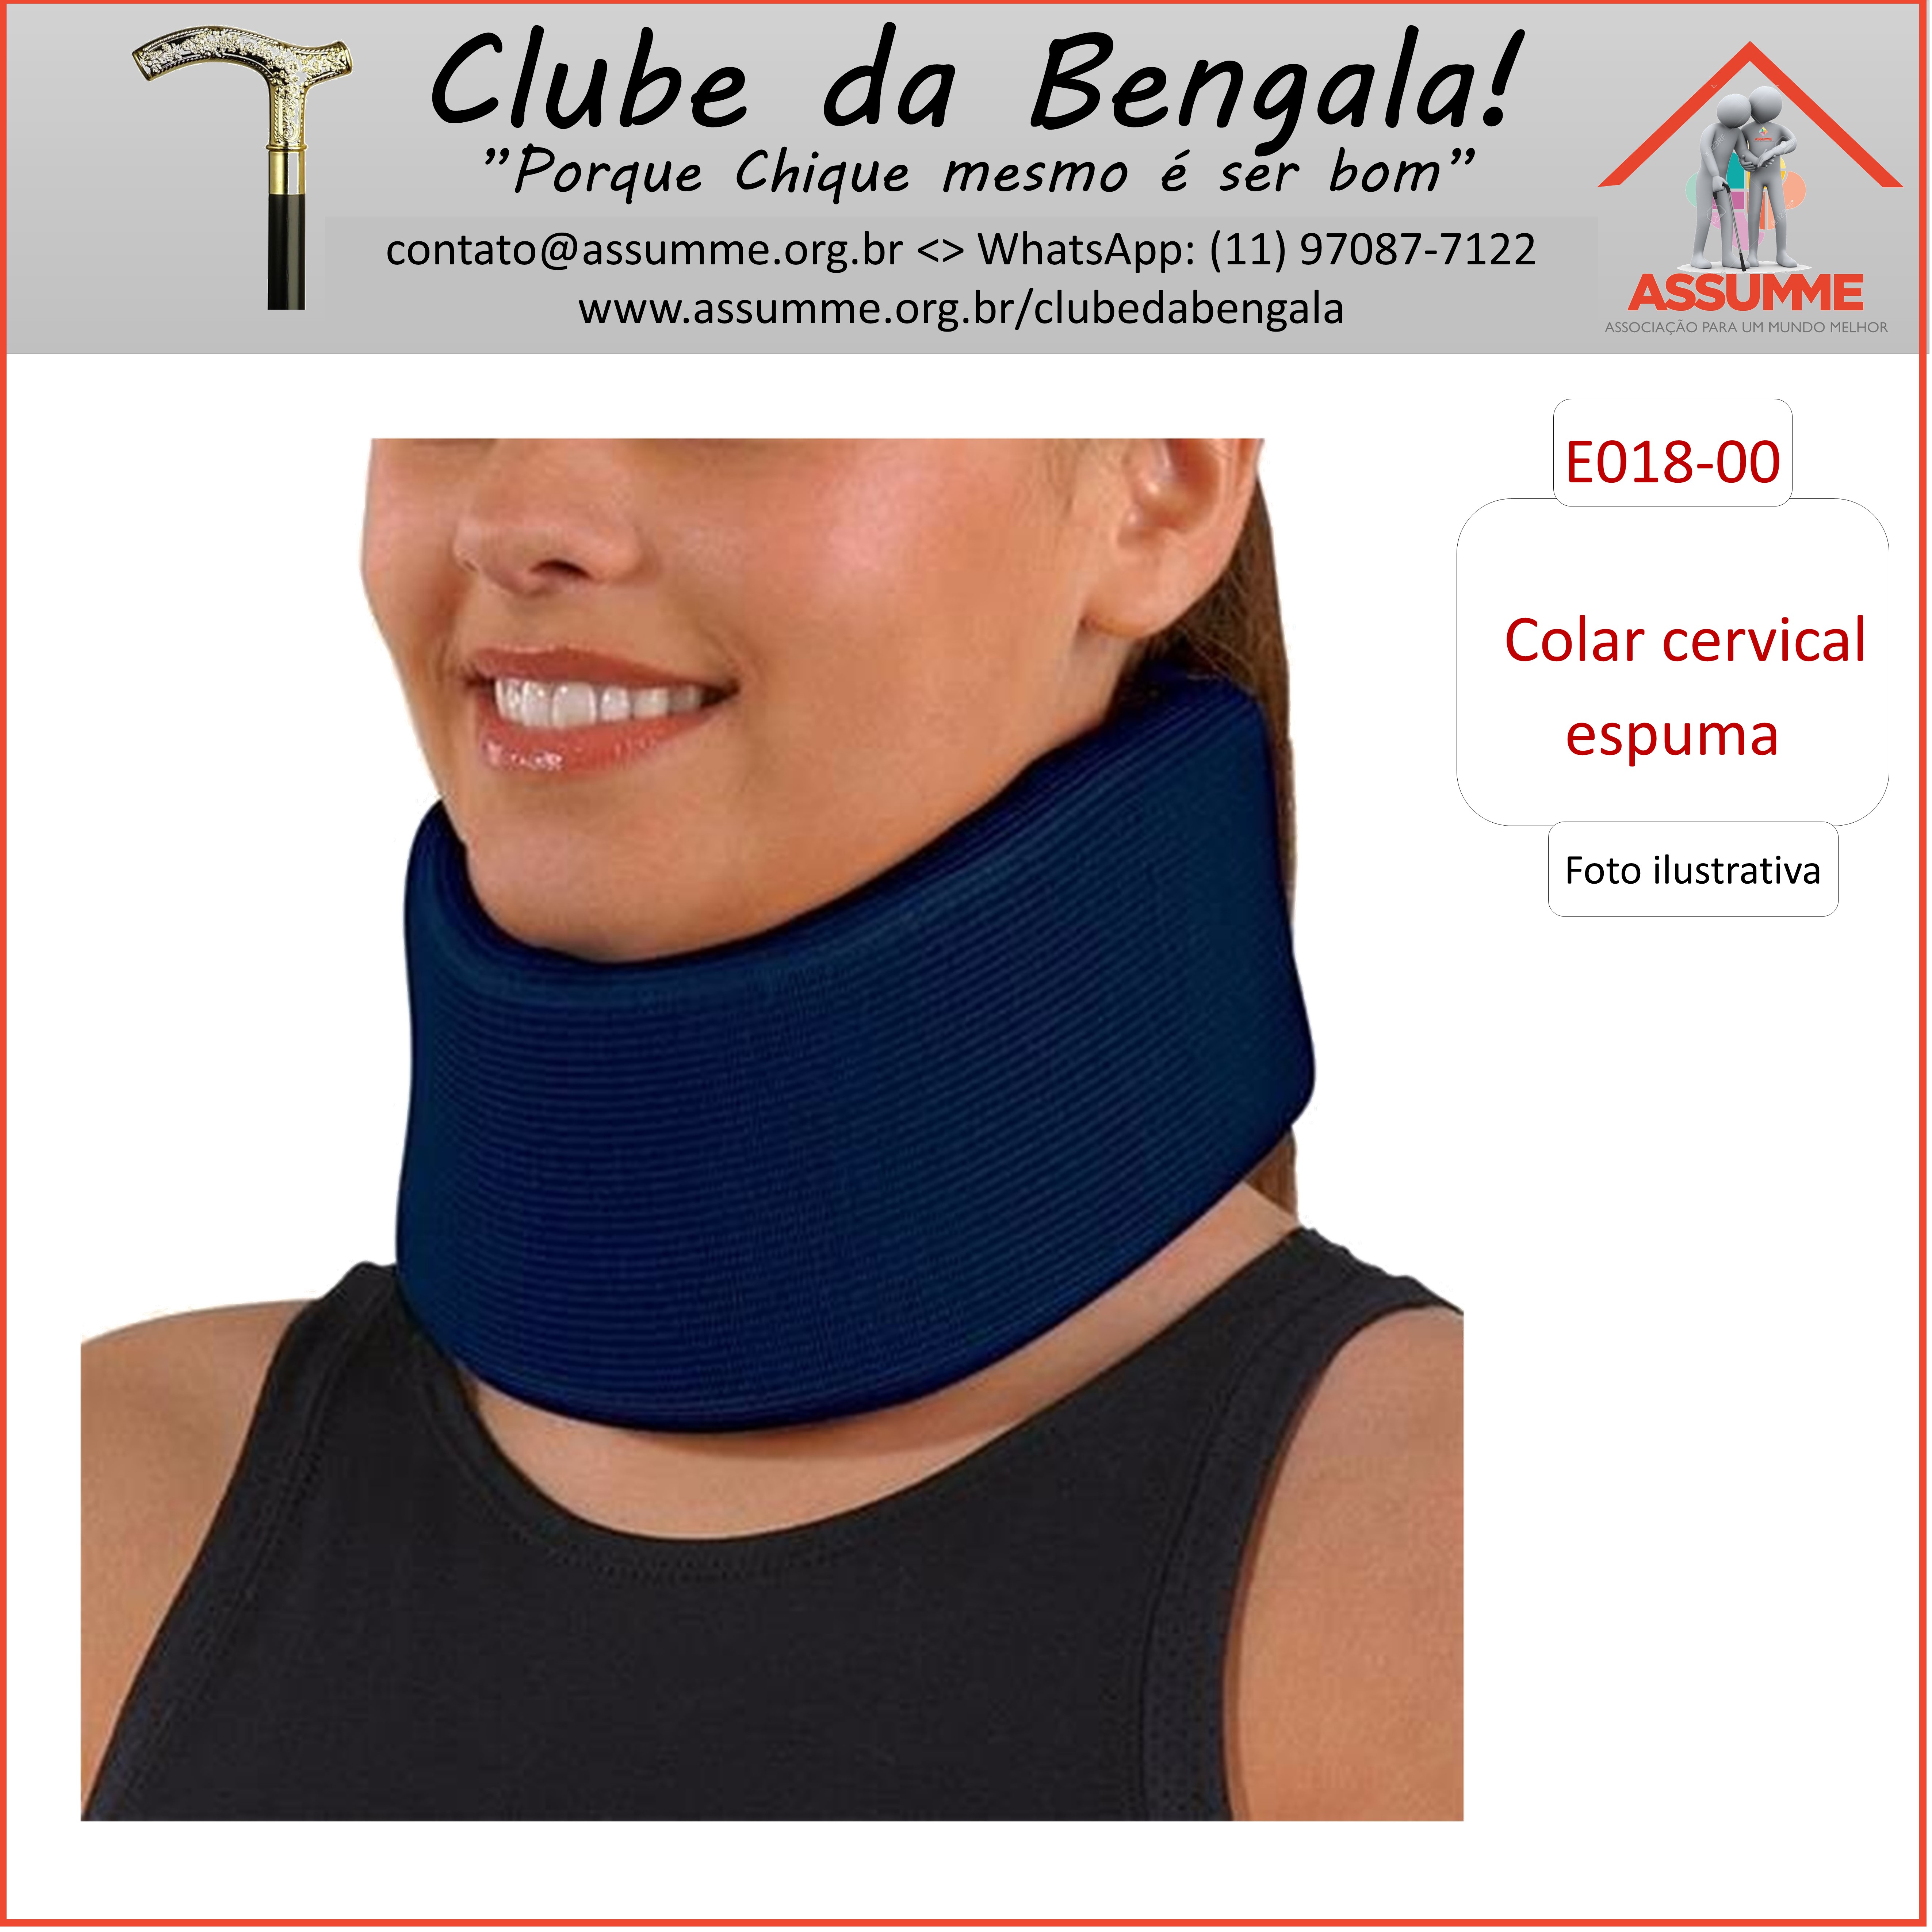 Clube da Bengala!
”Porque Chique mesmo é ser bom”
contato@assumme.org.br <> WhatsApp: (11) 97087-7122
www.assumme.org.br/clubedabengala
ASSUMME
ASSOCIAÇÃO PARA UM MUNDO MELHOR
E018-00
Colar cervical
espuma
Foto ilustrativa